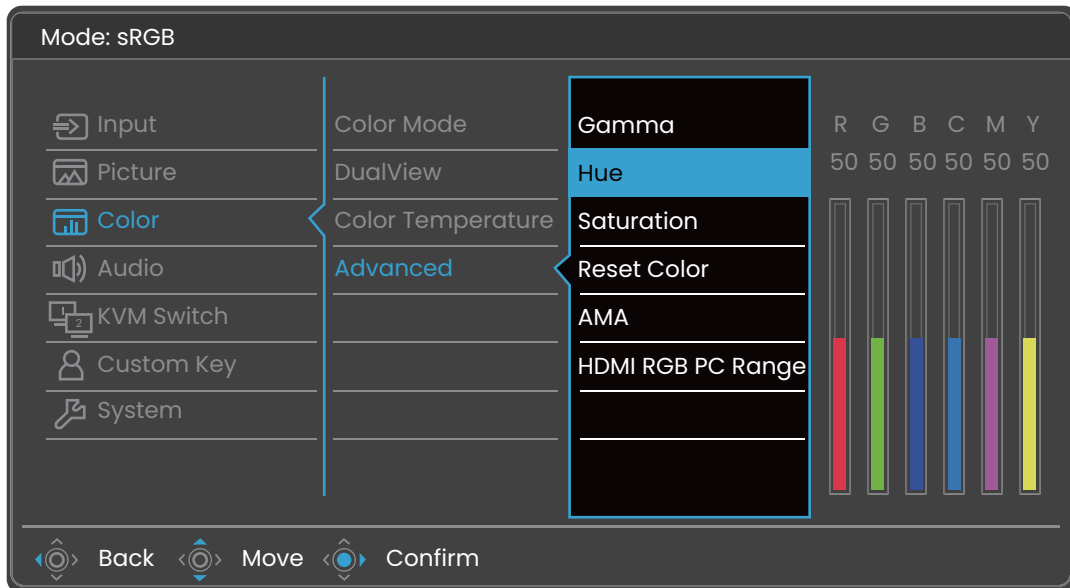 Mode: sRGB
Input
Picture
Color
Audio
1
2
KVM Switch
Custom Key
System
Color Mode
DualView
Color Temperature
Advanced
Gamma
Hue
Saturation
Reset Color
AMA
HDMI RGB PC Range
R G B C M Y
50 50 50 50 50 50
Back Move Confirm